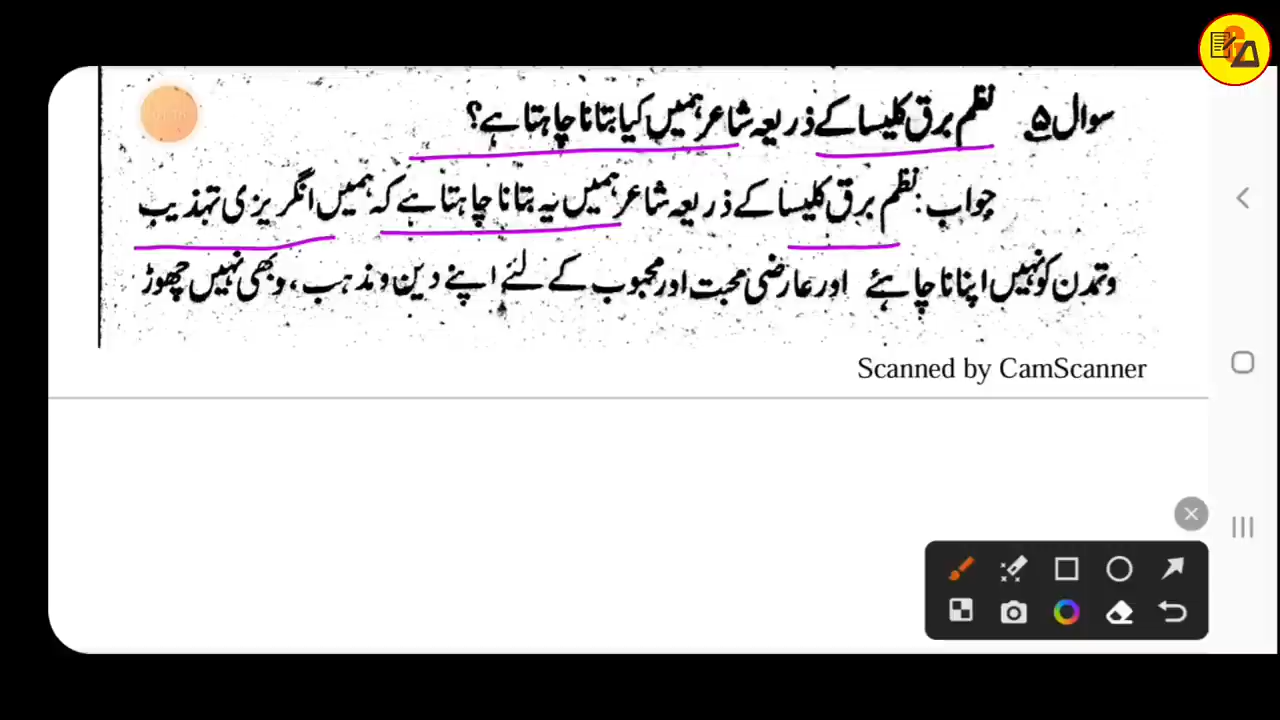 سوال ۵ نظم برق کلیسا کے ذریعہ شاعر ہمیں کیا بتانا چاہتا ہے؟
جواب: نظم برق کلیسا کے ذریعہ شاعر ہمیں یہ بتانا چاہتا ہے کہ ہمیں انگریزی تہذیب
و تمدن کو نہیں اپنانا چاہئے اور عارضی محبت اور محبوب کے لئے اپنے دین و مذہب، و بھی نہیں چھوڑ
Scanned by CamScanner